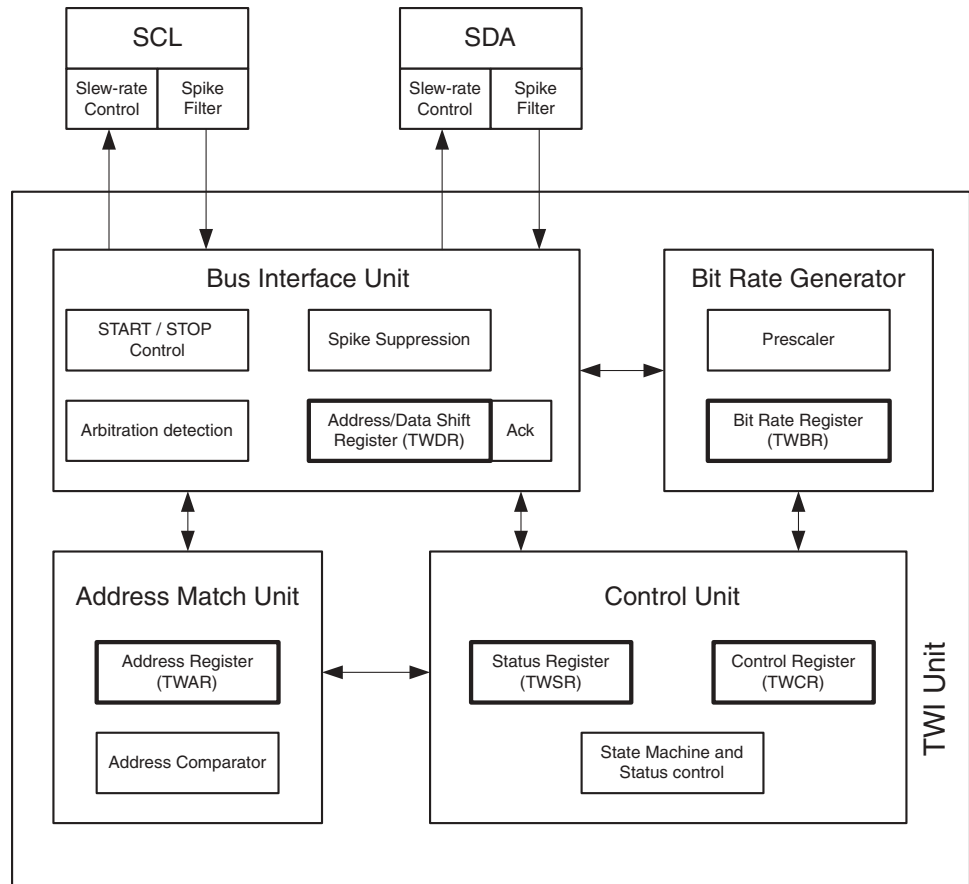 SCL
Slew-rate
Control
Spike
Filter
SDA
Slew-rate
Control
Spike
Filter
Bus Interface Unit
START / STOP
Control
Spike Suppression
Arbitration detection
Address/Data Shift
Register (TWDR)
Ack
Bit Rate Generator
Prescaler
Bit Rate Register
(TWBR)
Address Match Unit
Address Register
(TWAR)
Address Comparator
Control Unit
Status Register
(TWSR)
Control Register
(TWCR)
State Machine and
Status control
TWI Unit